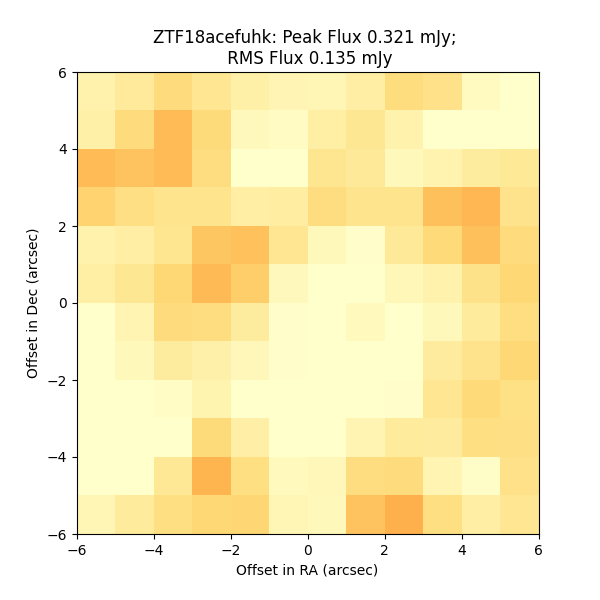 ZTF18acefuhk: Peak Flux 0.321 mJy;
RMS Flux 0.135 mJy
6
4
2
0
−2
−4
−6
Offset in Dec (arcsec)
−6 −4 −2 0 2 4 6
Offset in RA (arcsec)